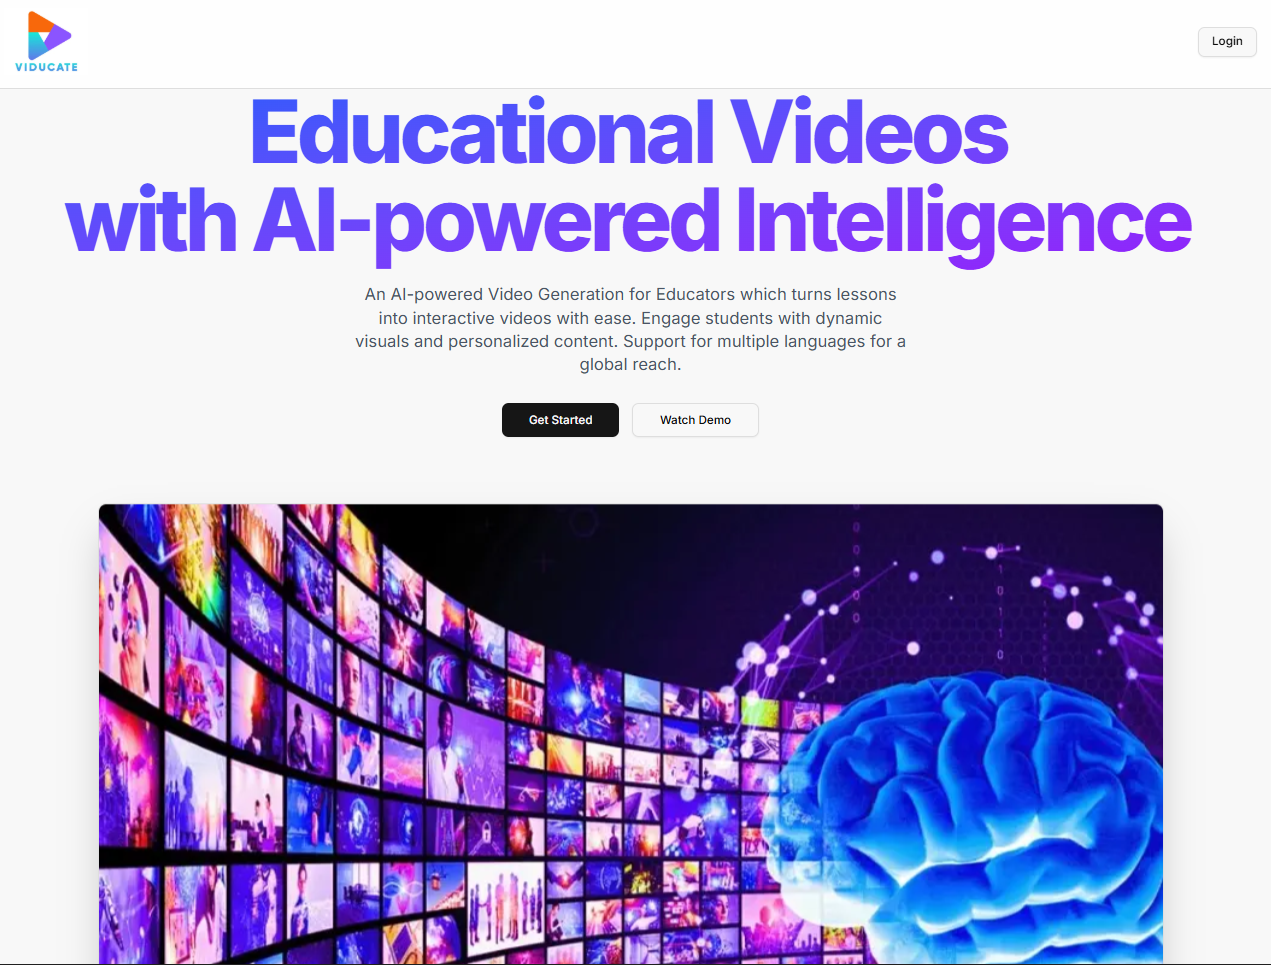 VIDUCATE
Login
Educational Videos
with AI-powered Intelligence
An AI-powered Video Generation for Educators which turns lessons
into interactive videos with ease. Engage students with dynamic
visuals and personalized content. Support for multiple languages for a
global reach.
Get Started
Watch Demo